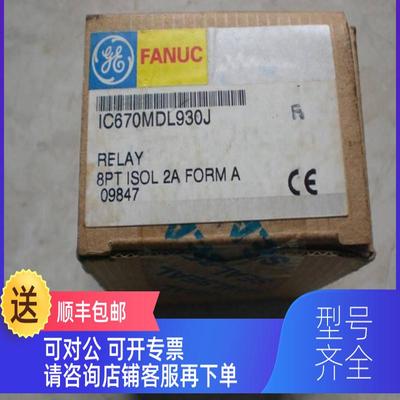 GE
FANUC
IC670MDL930J
RELAY
8PT ISOL 2A FORM A
09847
CE
送
顺丰包邮
可对公 可开专票
请咨询店铺客服再下单
型号
齐全